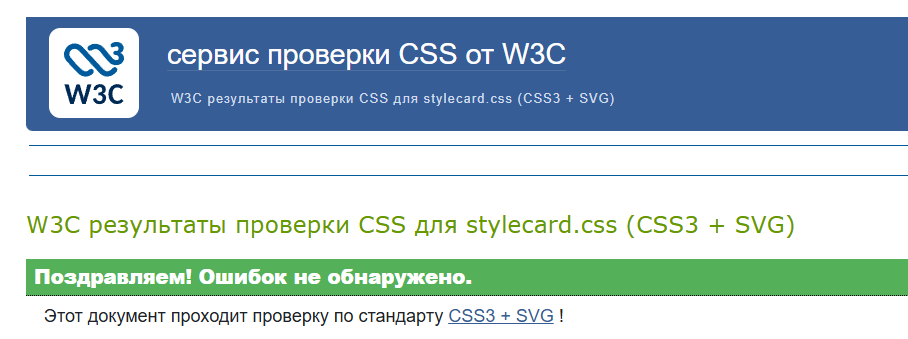 W3C
сервис проверки CSS от W3C
W3C результаты проверки CSS для stylecard.css (CSS3 + SVG)
W3C результаты проверки CSS для stylecard.css (CSS3 + SVG)
Поздравляем! Ошибок не обнаружено.
Этот документ проходит проверку по стандарту CSS3 + SVG !